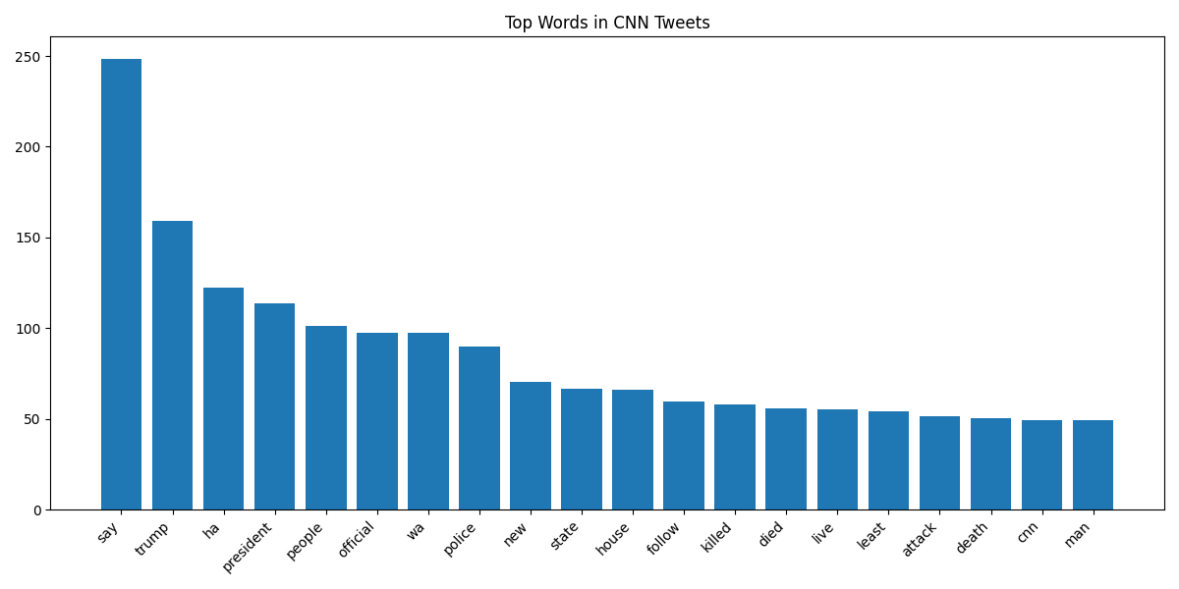 Top Words in CNN Tweets
250
200
150
100
50
0
say
trump
ha
president
people
official
wa
police
new
state
house
follow
killed
died
live
least
attack
death
cnn
man